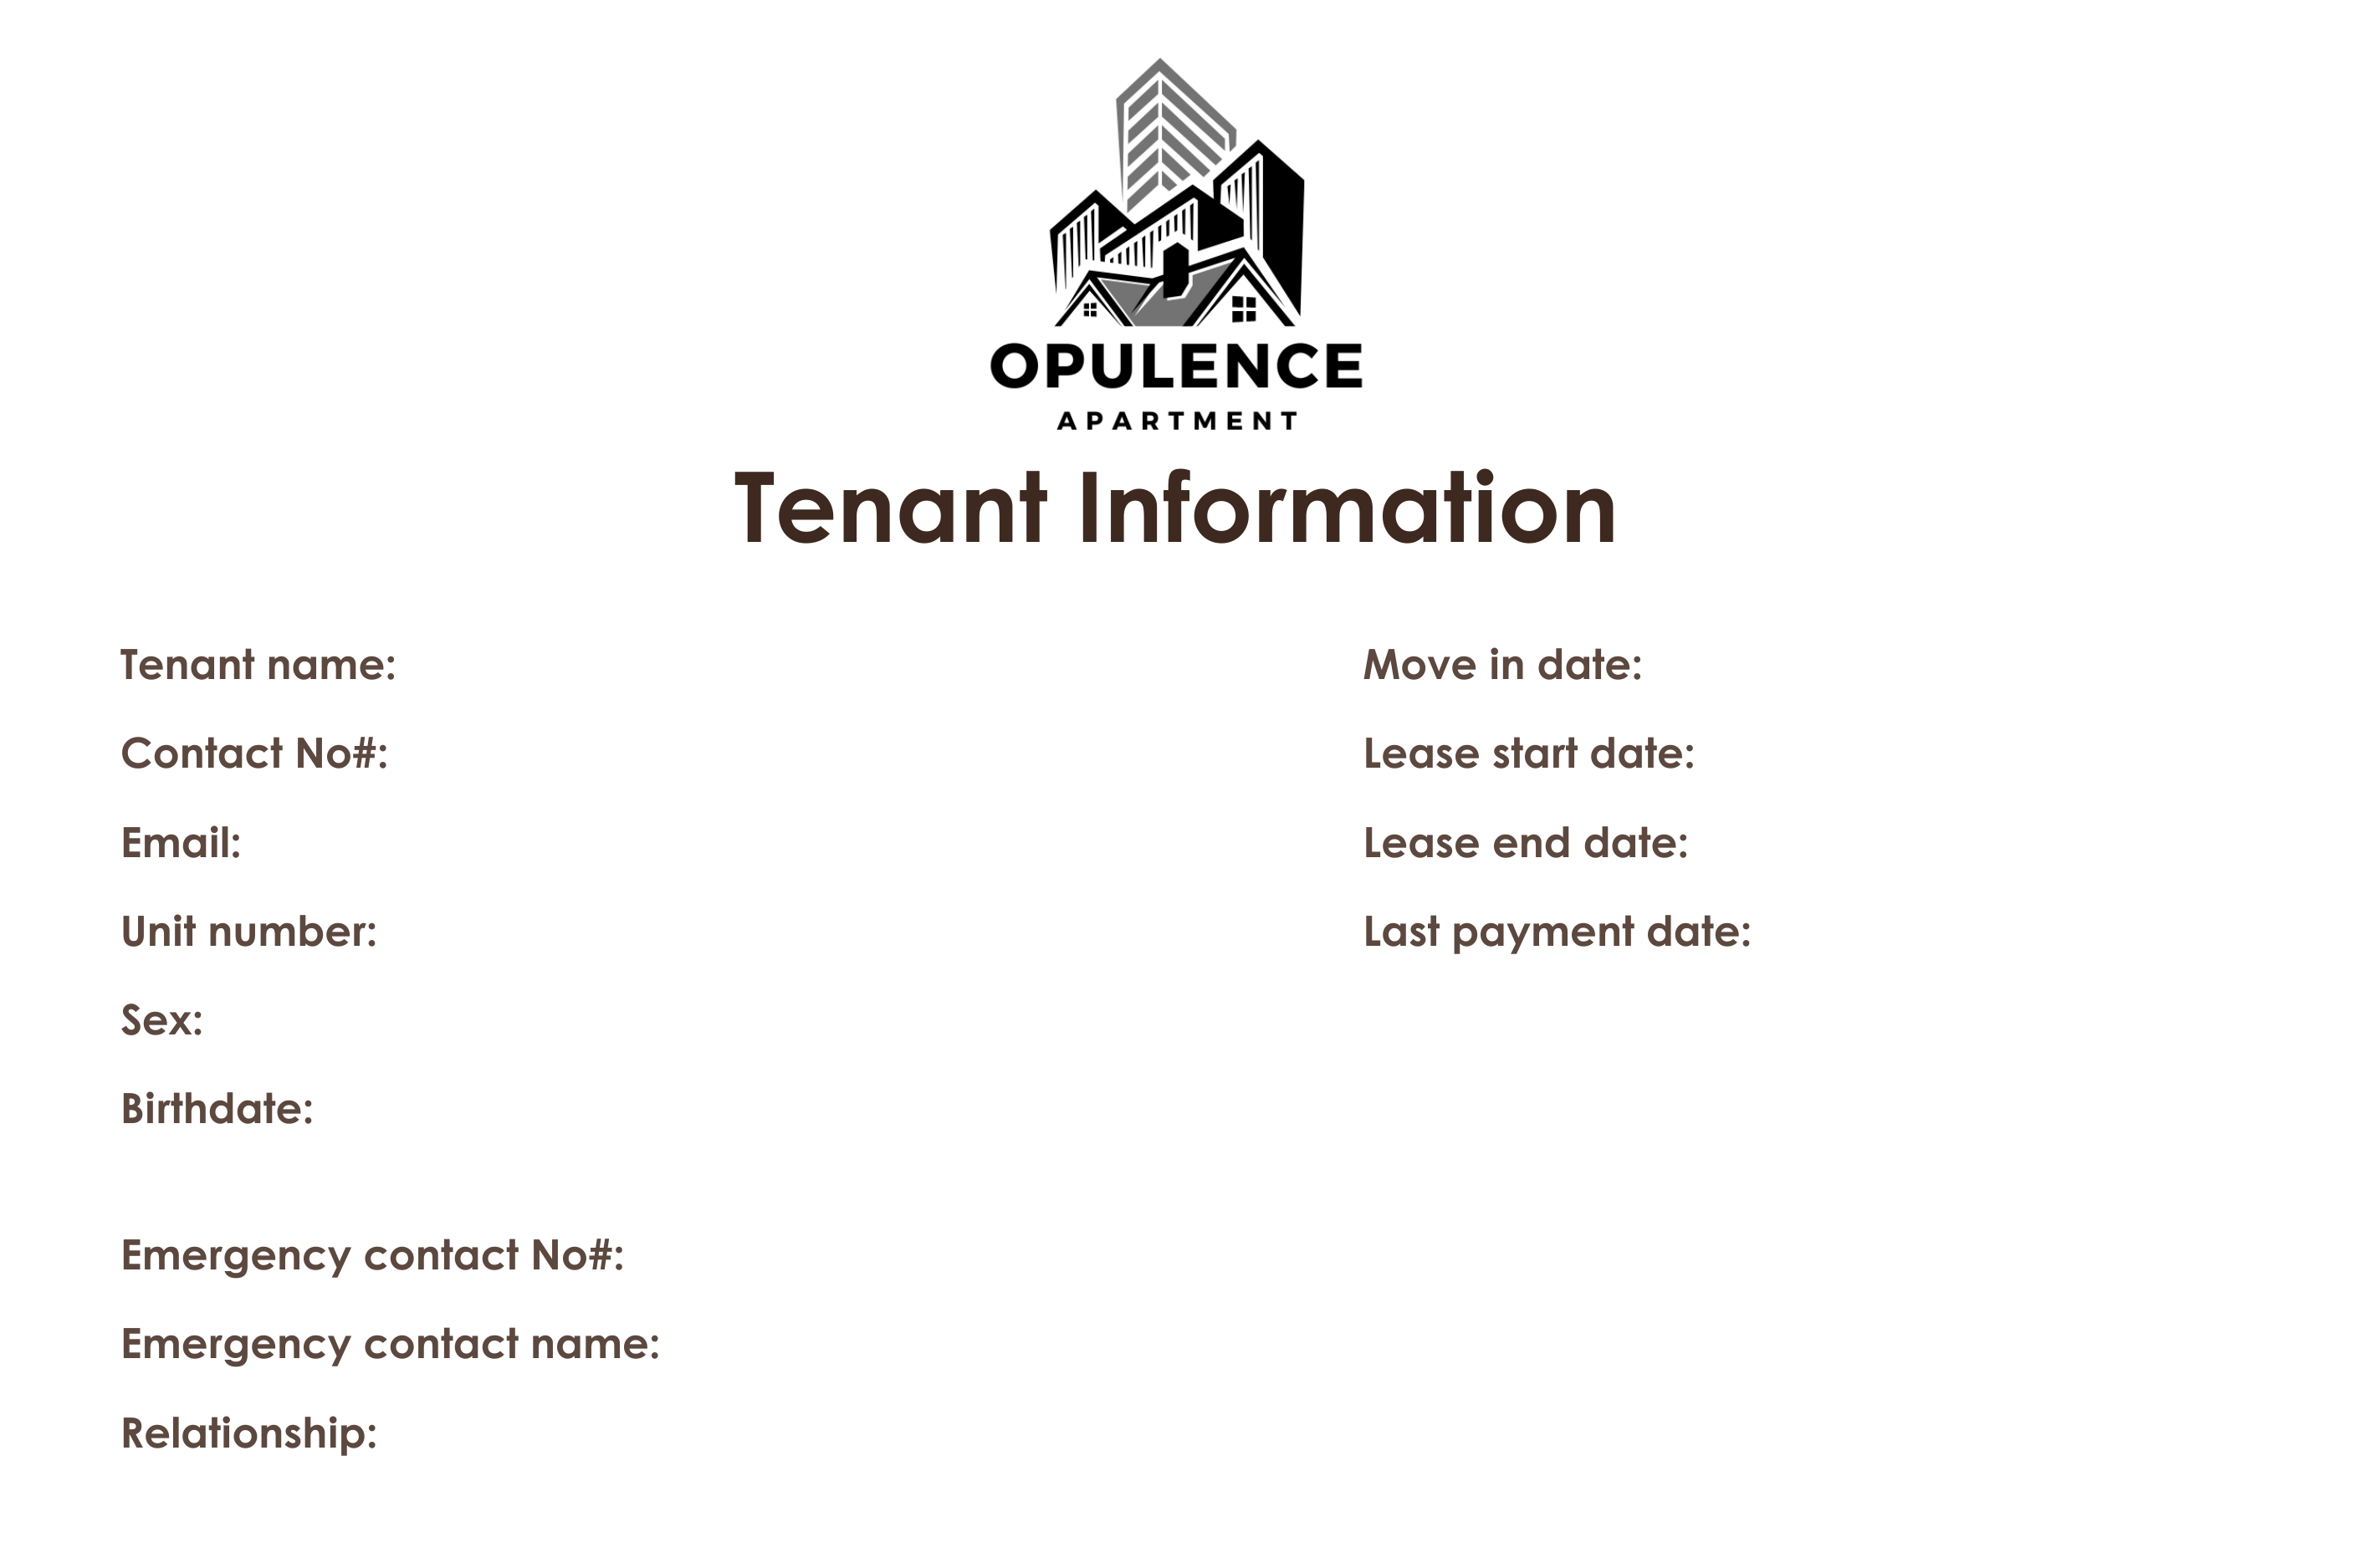 OPULENCE
APARTMENT
Tenant Information
Tenant name:
Contact No#:
Email:
Unit number:
Sex:
Birthdate:
Emergency contact No#:
Emergency contact name:
Relationship:
Move in date:
Lease start date:
Lease end date:
Last payment date: